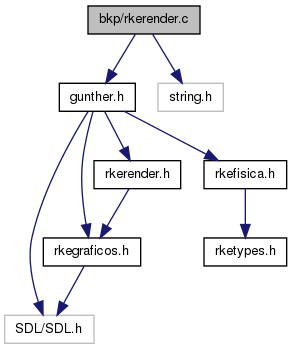 bkp/rkerender.c
gunther.h
string.h
rkerender.h
rkefisica.h
rkegraficos.h
rketypes.h
SDL/SDL.h